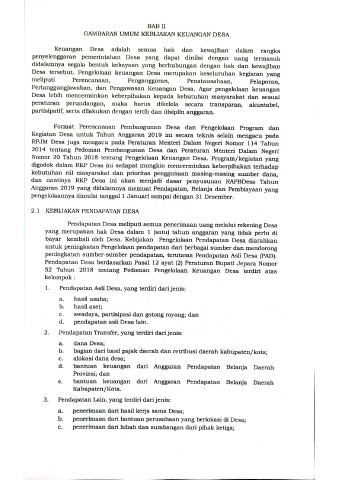 BAB II
GAMBARAN UMUM KEBIJAKAN KEUANGAN DESA
Keuangan Desa adalah semua hak dan kewajiban dalam rangka
penyelenggaraan pemerintahan Desa yang dapat dinilai dengan uang termasuk
didalamnya segala bentuk kekayaan yang berhubungan dengan hak dan kewajiban
Desa tersebut. Pengelolaan keuangan Desa merupakan keseluruhan kegiatan yang
meliputi Perencanaan, Penganggaran, Penatausahaan, Pelaporan,
Pertanggungjawaban, dan Pengawasan Keuangan Desa. Agar pengelolaan keuangan
Desa lebih mencerminkan keberpihakan kepada kebutuhan masyarakat dan sesuai
peraturan perundangan, maka harus dikelola secara transparan, akuntabel,
partisipatif, serta dilakukan dengan tertib dan disiplin anggaran.
Format Perencanaan Pembangunan Desa dan Pengelolaan Program dan
Kegiatan Desa untuk Tahun Anggaran 2019 ini secara teknis selain mengacu pada
RPJM Desa juga mengacu pada Peraturan Menteri Dalam Negeri Nomor 114 Tahun
2014 tentang Pedoman Pembangunan Desa dan Peraturan Menteri Dalam Negeri
Nomor 20 Tahun 2018 tentang Pengelolaan Keuangan Desa. Program/kegiatan yang
digodok dalam RKP Desa ini sedapat mungkin mencerminkan keberpihakan terhadap
kebutuhan riil masyarakat dan prioritas penggunaan masing-masing sumber dana,
dan nantinya RKP Desa ini akan menjadi dasar penyusunan RAPBDesa Tahun
Anggaran 2019 yang didalamnya memuat Pendapatan, Belanja dan Pembiayaan yang
pengelolaannya dimulai tanggal 1 Januari sampai dengan 31 Desember.
2.1 KEBIJAKAN PENDAPATAN DESA
Pendapatan Desa meliputi semua penerimaan uang melalui rekening Desa
yang merupakan hak Desa dalam 1 (satu) tahun anggaran yang tidak perlu di
bayar kembali oleh Desa. Kebijakan Pengelolaan Pendapatan Desa diarahkan
untuk peningkatan Pengelolaan pendapatan dari berbagai sumber dan mendorong
peningkatan sumber-sumber pendapatan, terutama Pendapatan Asli Desa (PAD).
Pendapatan Desa berdasarkan Pasal 12 ayat (2) Peraturan Bupati Jepara Nomor
52 Tahun 2018 tentang Pedoman Pengelolaan Keuangan Desa terdiri atas
kelompok :
1. Pendapatan Asli Desa, yang terdiri dari jenis:
a. hasil usaha;
b. hasil aset;
c. swadaya, partisipasi dan gotong royong; dan
d. pendapatan asli Desa lain.
2. Pendapatan Transfer, yang terdiri dari jenis:
a. dana Desa;
b. bagian dari hasil pajak daerah dan retribusi daerah kabupaten/kota;
c. alokasi dana desa;
d. bantuan keuangan dari Anggaran Pendapatan Belanja Daerah
Provinsi; dan
e. bantuan keuangan dari Anggaran Pendapatan Belanja Daerah
Kabupaten/Kota.
3. Pendapatan Lain, yang terdiri dari jenis:
a. penerimaan dari hasil kerja sama Desa;
b. penerimaan dari bantuan perusahaan yang berlokasi di Desa;
c. penerimaan dari hibah dan sumbangan dari pihak ketiga;